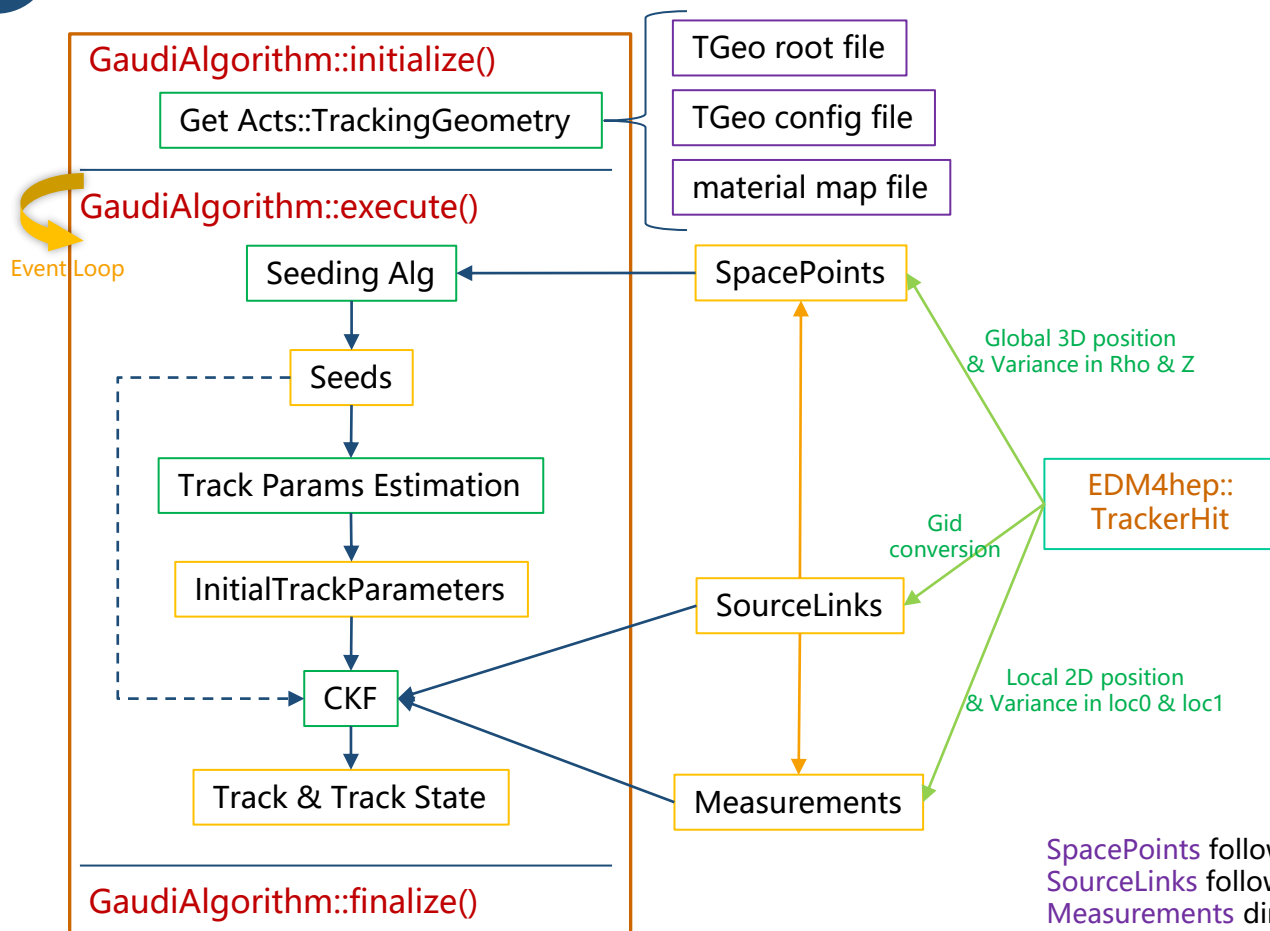 GaudiAlgorithm::initialize()
Get Acts::TrackingGeometry
TGeo root file
TGeo config file
material map file
GaudiAlgorithm::execute()
Event Loop
Seeding Alg
SpacePoints
Global 3D position
& Variance in Rho & Z
Seeds
Track Params Estimation
EDM4hep::
TrackerHit
Gid
conversion
InitialTrackParameters
SourceLinks
CKF
Local 2D position
& Variance in loc0 & loc1
Track & Track State
Measurements
SpacePoints
SourceLinks
Measurements
GaudiAlgorithm::finalize()